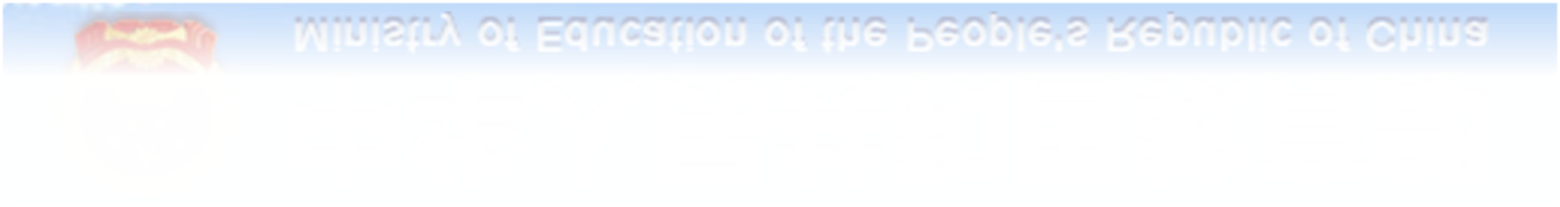 Ministry of Education of the People's Republic of China